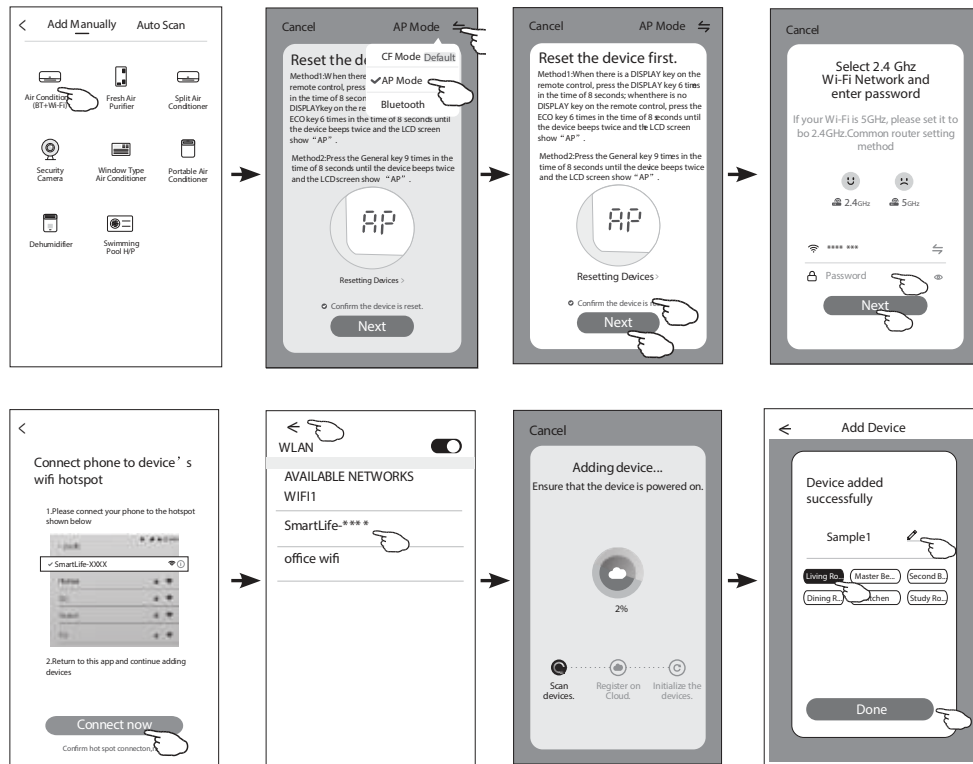 Add Manually Auto Scan
Air Condition
(BT+Wi-Fi)
Fresh Air
Purifier
Split Air
Conditioner
Security
Camera
Window Type
Air Conditioner
Portable Air
Conditioner
Dehumidifier
Swimming
Pool H/P
Cancel AP Mode
Reset the d
CF Mode Default
AP Mode
Bluetooth
Method1:When there
remote control, press
in the time of 8 secon
DISPLAYkey on the re
ECO key 6 times in the time of 8 seconds until
the device beeps twice and the LCD screen
show “AP” .
Method2:Press the General key 9 times in the
time of 8 seconds until the device beeps twice
and the LCDscreen show “AP” .
AP
Resetting Devices >
Confirm the device is reset.
Next
Cancel AP Mode
Reset the device first.
Method1:When there is a DISPLAY key on the
remote control, press the DISPLAY key 6 times
in the time of 8 seconds; whenthere is no
DISPLAY key on the remote control, press the
ECO key 6 times in the time of 8 seconds until
the device beeps twice and the LCD screen
show “AP” .
Method2:Press the General key 9 times in the
time of 8 seconds until the device beeps twice
and the LCD screen show “AP” .
AP
Resetting Devices >
Confirm the device is re
Next
Cancel
Select 2.4 Ghz
Wi-Fi Network and
enter password
If your Wi-Fi is 5GHz, please set it to
bo 2.4GHz.Common router setting
method
2.4GHz 5GHz
**** ***
Password
Next
Connect phone to device’s
wifi hotspot
1.Please connect your phone to the hotspot
shown below
SmartLife-XXXX
2.Return to this app and continue adding
devices
Connect now
Confirm hot spot connecton,
WLAN
AVAILABLE NETWORKS
WIFI1
SmartLife-****
office wifi
Cancel
Adding device...
Ensure that the device is powered on.
2%
Scan
devices.
Register on
Cloud.
Initialize the
devices.
Add Device
Device added
successfully
Sample1
Living Ro... Master Be... Second B...
Dining R... tchen Study Ro...
Done